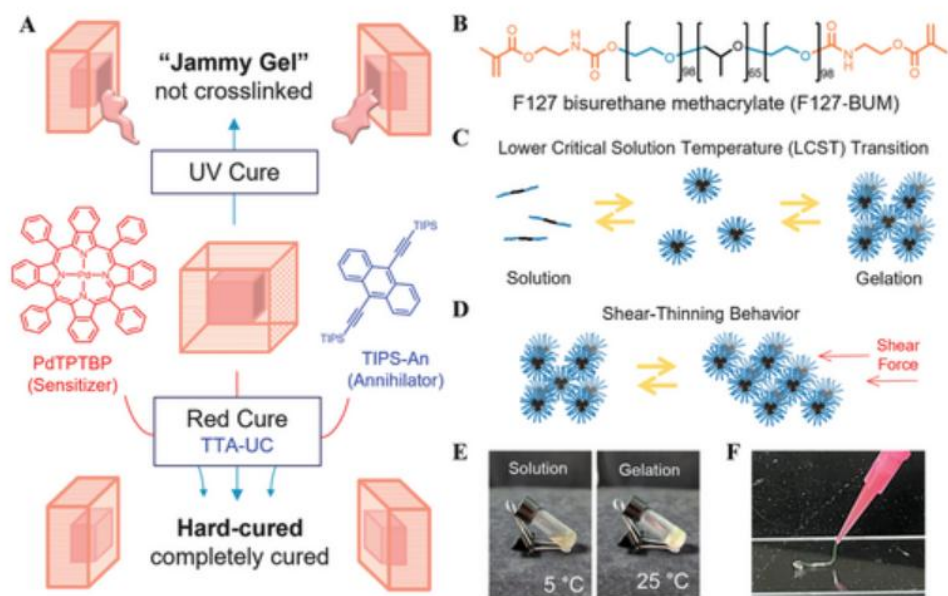 A
“Jammy Gel”
not crosslinked
UV Cure
Pd
N
N
N
N
PdTPTBP
(Sensitizer)
TIPS
TIPS
TIPS-An
(Annihilator)
Red Cure
TTA-UC
Hard-cured
completely cured
B
O
O
H
N
O
O
O
98
O
65
O
98
O
O
N
H
O
O
F127 bisurethane methacrylate (F127-BUM)
C
Lower Critical Solution Temperature (LCST) Transition
Solution
Gelation
D
Shear-Thinning Behavior
Shear
Force
E
Solution
5 °C
Gelation
25 °C
F